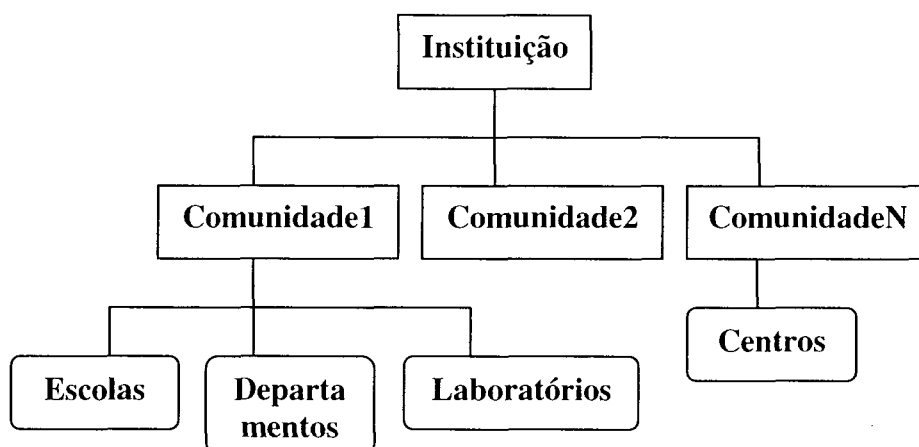 Instituição
Comunidade1
Comunidade2
ComunidadeN
Centros
Escolas
Departa
mentos
Laboratórios